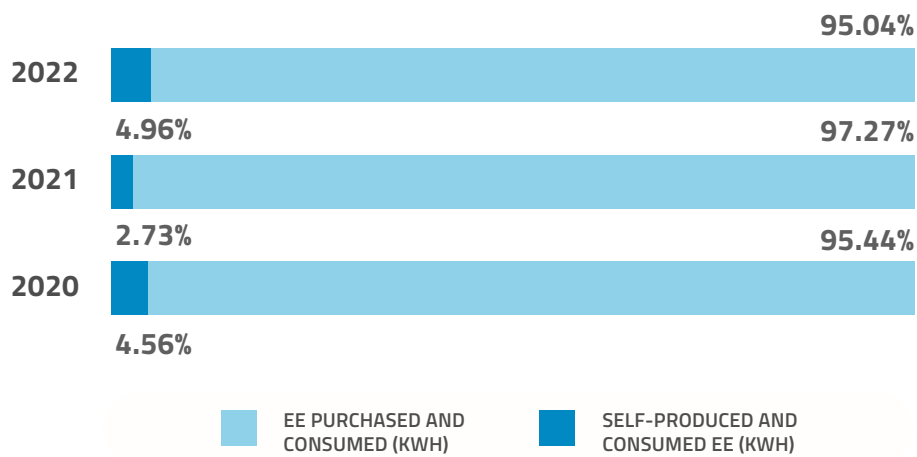 95.04%
2022
4.96%
97.27%
2021
2.73%
95.44%
2020
4.56%
EE PURCHASED AND
CONSUMED (KWH)
SELF-PRODUCED AND
CONSUMED EE (KWH)